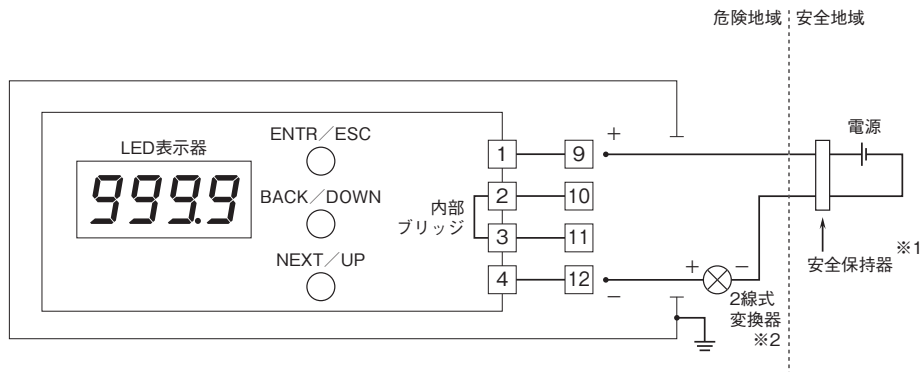 危険地域
安全地域
LED表示器
999.9
ENTR/ESC
BACK/DOWN
NEXT/UP
内部
ブリッジ
1
2
3
4
9
10
11
12
+
−
+
−
2線式
変換器
※2
電源
安全保持器
※1